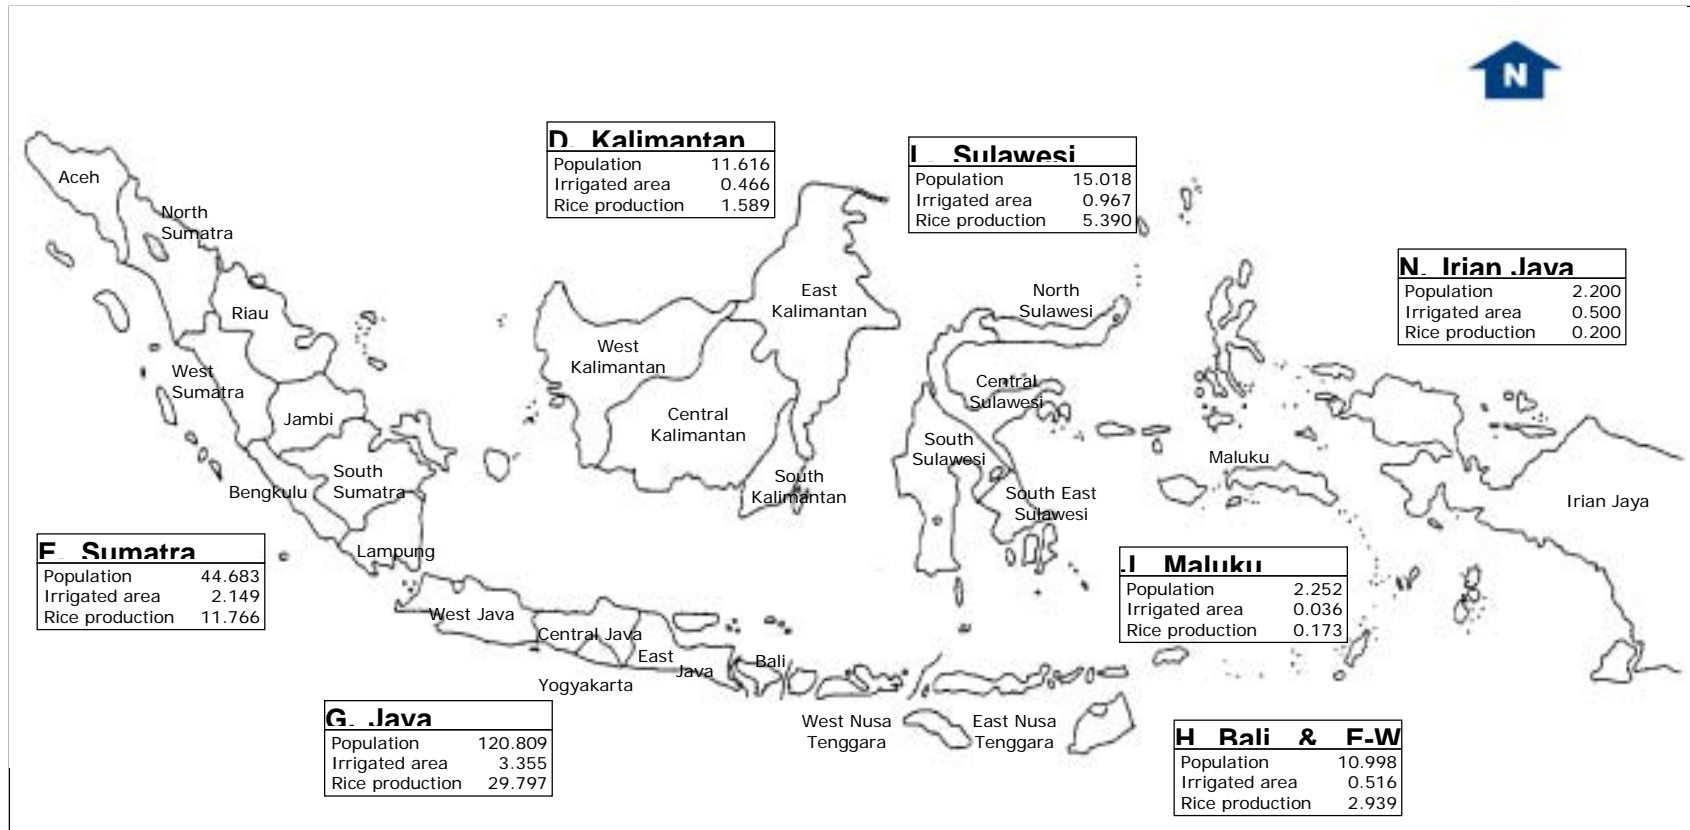 N
D. Kalimantan
Population 11.616
Irrigated area 0.466
Rice production 1.589
Sulawesi
Population 15.018
Irrigated area 0.967
Rice production 5.390
N. Irian Jaya
Population 2.200
Irrigated area 0.500
Rice production 0.200
Aceh
North
Sumatra
Riau
West
Sumatra
Jambi
South
Sumatra
Bengkulu
Lampung
West
Kalimantan
East
Kalimantan
Central
Kalimantan
South
Kalimantan
North
Sulawesi
Central
Sulawesi
South
Sulawesi
South East
Sulawesi
Maluku
Irian Jaya
Sumatra
Population 44.683
Irrigated area 2.149
Rice production 11.766
Maluku
Population 2.252
Irrigated area 0.036
Rice production 0.173
West Java
Central Java
East
Java
Yogyakarta
Bali
West Nusa
Tenggara
East Nusa
Tenggara
G. Java
Population 120.809
Irrigated area 3.355
Rice production 29.797
H Bali &
Population 10.998
Irrigated area 0.516
Rice production 2.939